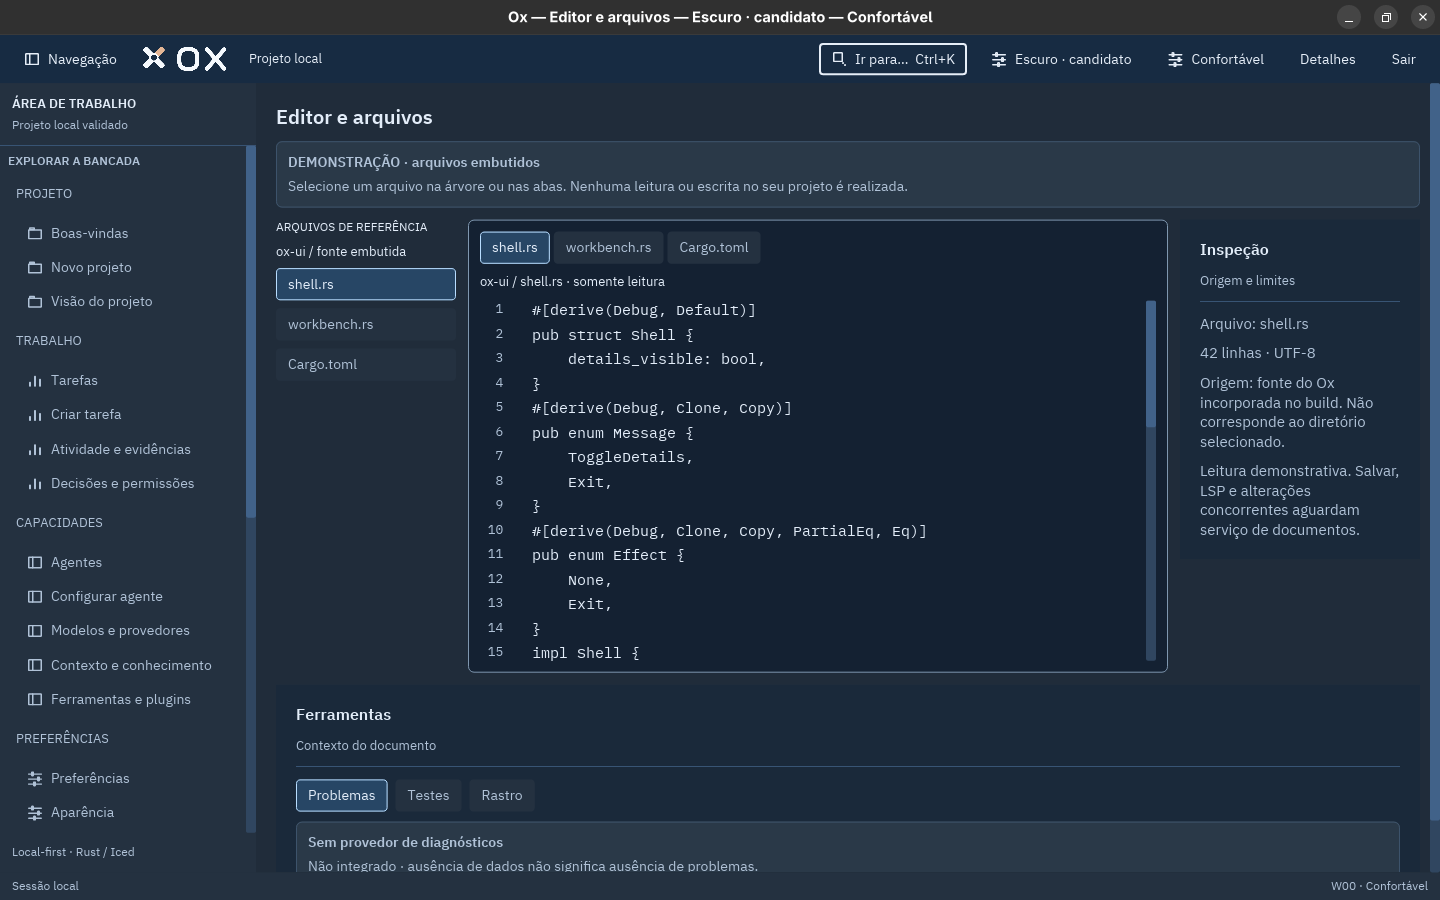 Ox — Editor e arquivos — Escuro · candidato — Confortável
Navegação
OX
Projeto local
Ir para... Ctrl+K
Escuro · candidato
Confortável
Detalhes
Sair
ÁREA DE TRABALHO
Projeto local validado
EXPLORAR A BANCADA
PROJETO
Boas-vindas
Novo projeto
Visão do projeto
TRABALHO
Tarefas
Criar tarefa
Atividade e evidências
Decisões e permissões
CAPACIDADES
Agentes
Configurar agente
Modelos e provedores
Contexto e conhecimento
Ferramentas e plugins
PREFERÊNCIAS
Preferências
Aparência
Local-first · Rust / Iced
Editor e arquivos
DEMONSTRAÇÃO · arquivos embutidos
Selecione um arquivo na árvore ou nas abas. Nenhuma leitura ou escrita no seu projeto é realizada.
ARQUIVOS DE REFERÊNCIA
ox-ui / fonte embutida
shell.rs
workbench.rs
Cargo.toml
shell.rs workbench.rs Cargo.toml
ox-ui / shell.rs · somente leitura
1 #[derive(Debug, Default)]
2 pub struct Shell {
3     details_visible: bool,
4 }
5 #[derive(Debug, Clone, Copy)]
6 pub enum Message {
7     ToggleDetails,
8     Exit,
9 }
10 #[derive(Debug, Clone, Copy, PartialEq, Eq)]
11 pub enum Effect {
12     None,
13     Exit,
14 }
15 impl Shell {
Inspeção
Origem e limites
Arquivo: shell.rs
42 linhas · UTF-8
Origem: fonte do Ox
incorporada no build. Não
corresponde ao diretório
selecionado.
Leitura demonstrativa. Salvar,
LSP e alterações
concorrentes aguardam
serviço de documentos.
Ferramentas
Contexto do documento
Problemas Testes Rastro
Sem provedor de diagnósticos
Não integrado · ausência de dados não significa ausência de problemas.
Sessão local
W00 · Confortável